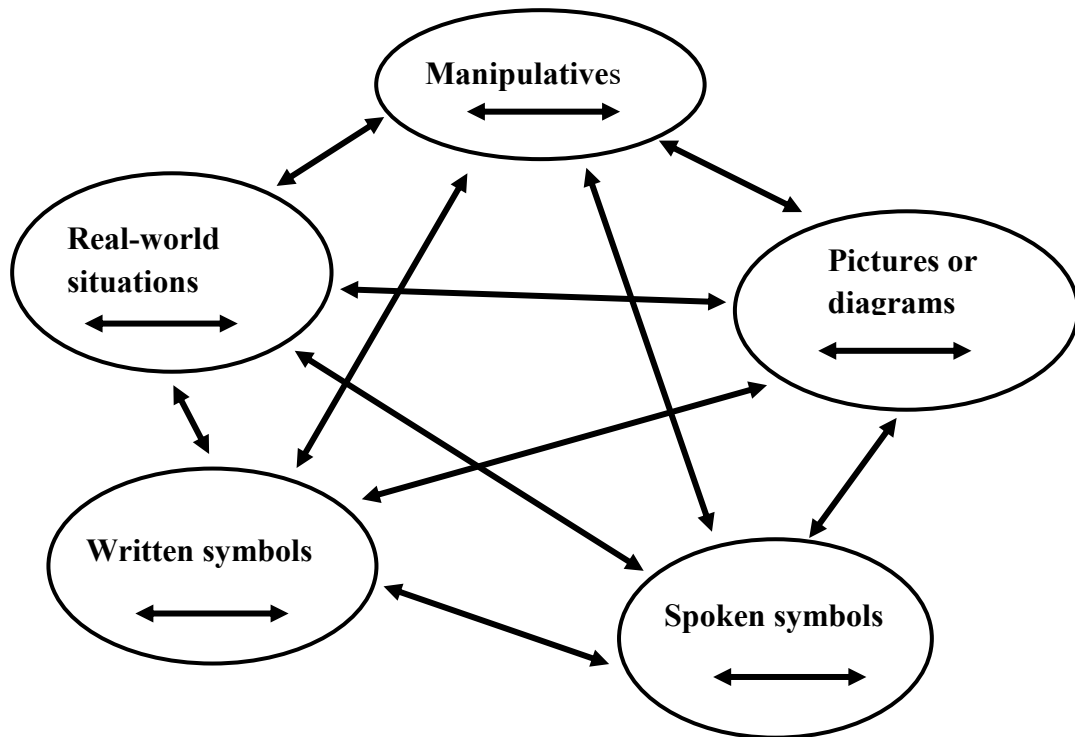 Manipulatives
Real-world
situations
Pictures or
diagrams
Written symbols
Spoken symbols